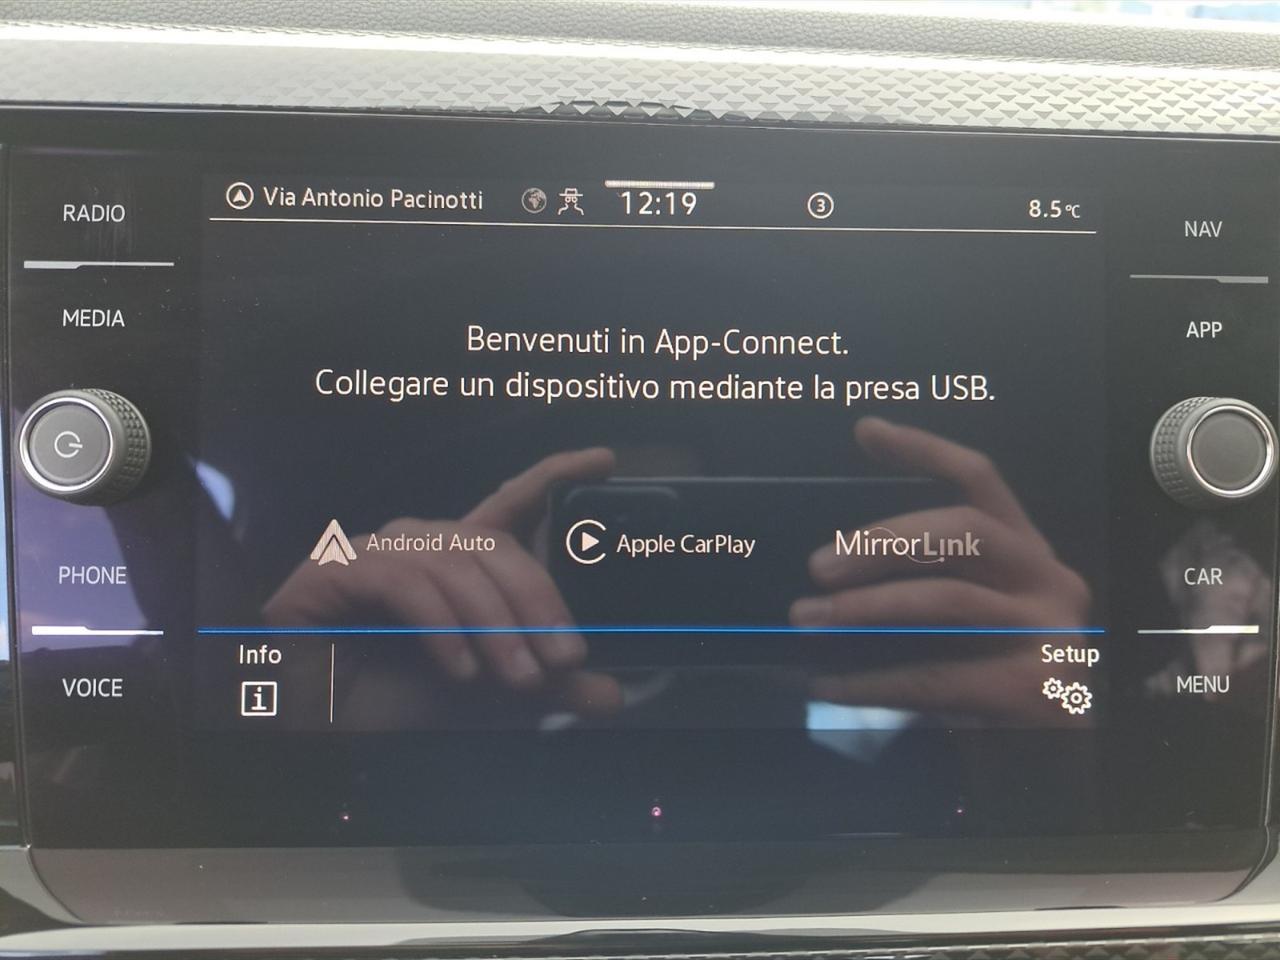 RADIO
MEDIA
PHONE
VOICE
Via Antonio Pacinotti
12:19
3
8.5°C
Benvenuti in App-Connect.
Collegare un dispositivo mediante la presa USB.
Android Auto
Apple CarPlay
MirrorLink
Info
i
Setup
NAV
APP
CAR
MENU